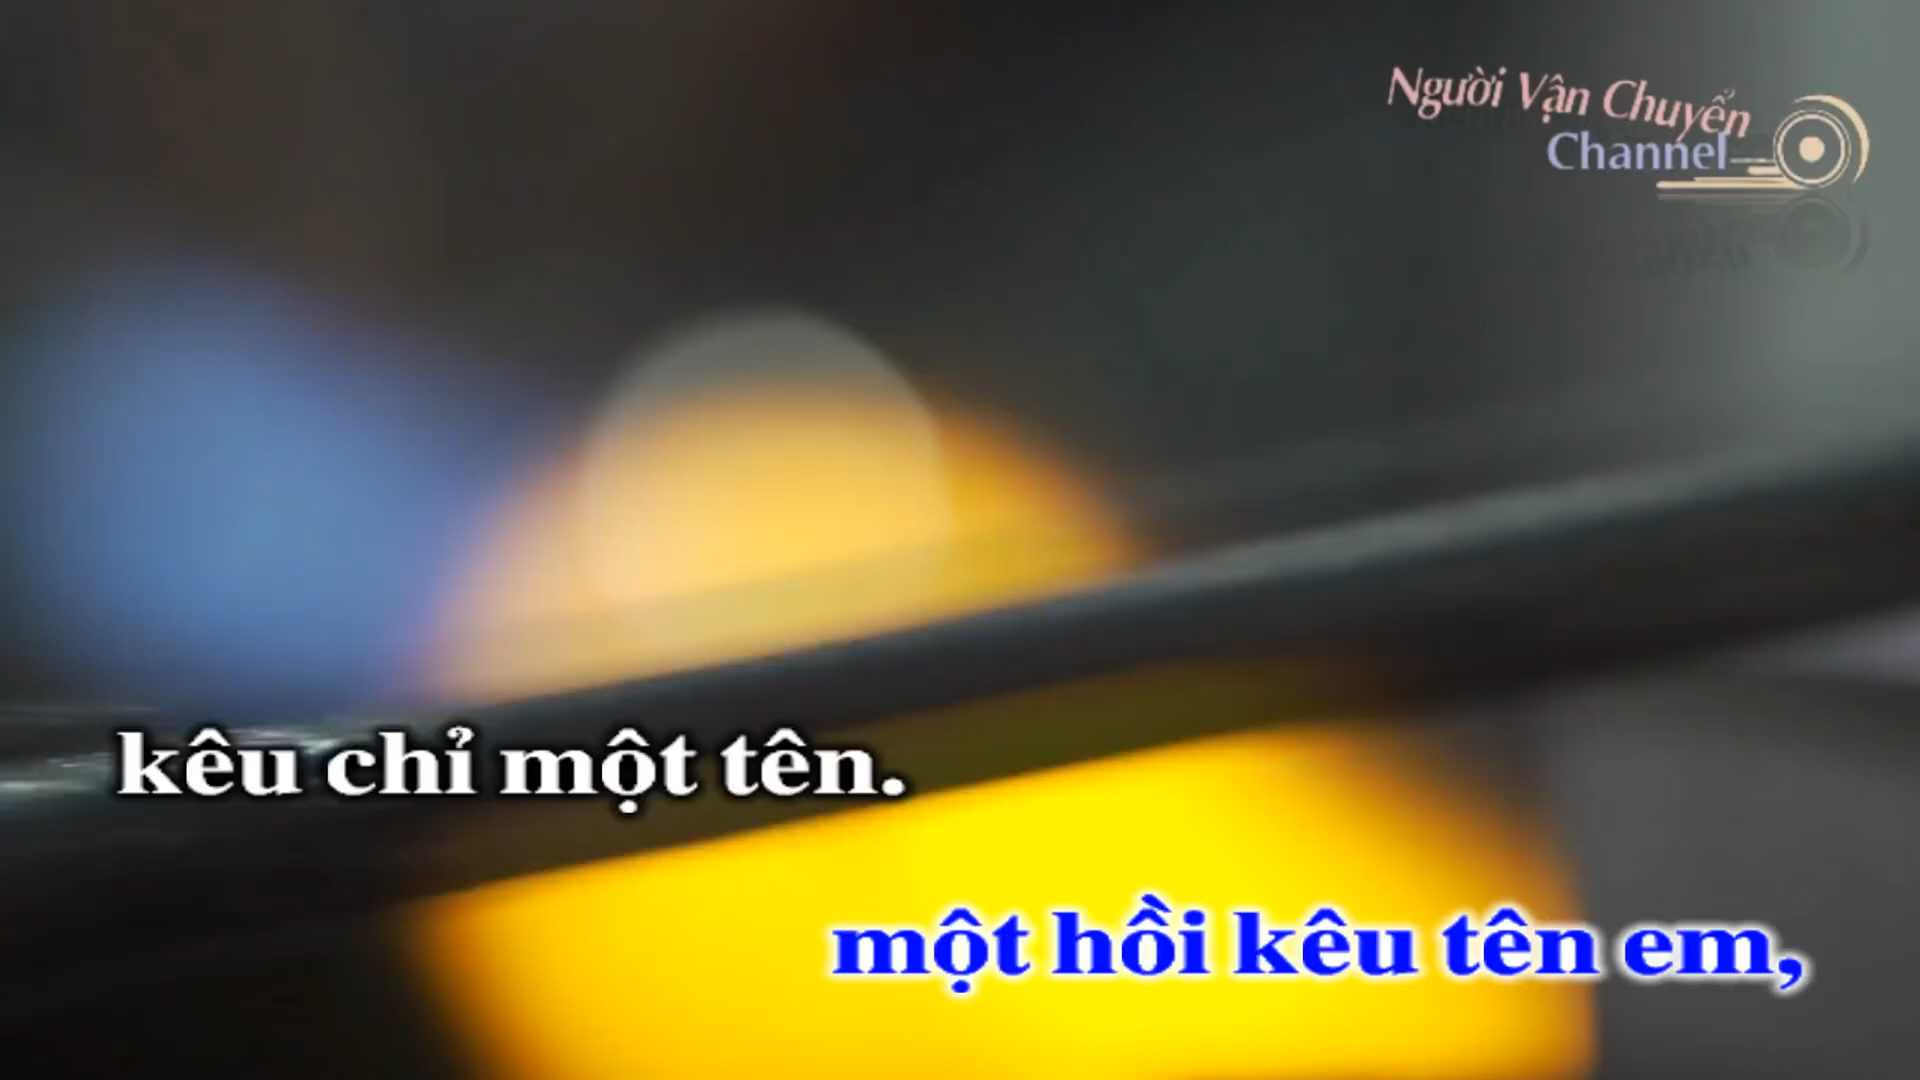 Người Vận Chuyển
Channel
kêu chỉ một tên.
một hồi kêu tên em,